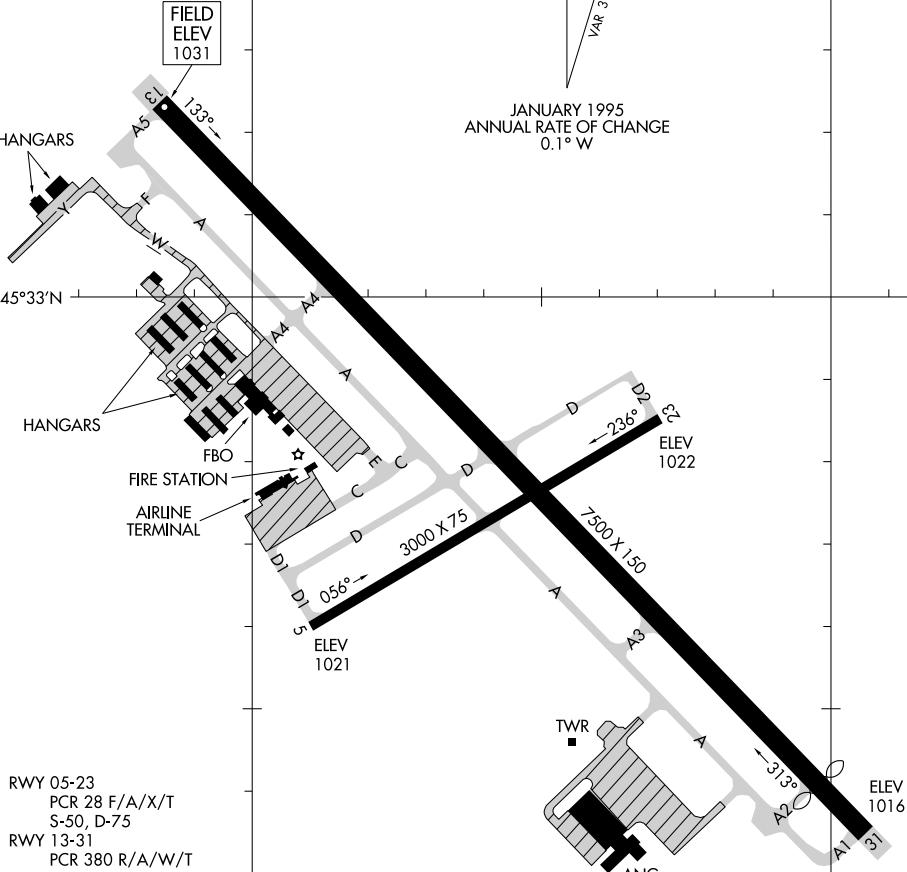 FIELD
ELEV
1031
VAR 3
13
133°
JANUARY 1995
ANNUAL RATE OF CHANGE
0.1° W
A5
HANGARS
F
Y
A
W
45°33'N
A4
A4
A
D2
D
23
236°
HANGARS
ELEV
1022
FBO
E
C
D
FIRE STATION
C
AIRLINE
TERMINAL
3000 X 75
7500 X 150
D
D1
056°
D1
A
5
A3
ELEV
1021
TWR
A
313°
RWY 05-23
PCR 28 F/A/X/T
S-50, D-75
RWY 13-31
PCR 380 R/A/W/T
ELEV
1016
A2
A1
31
ANG